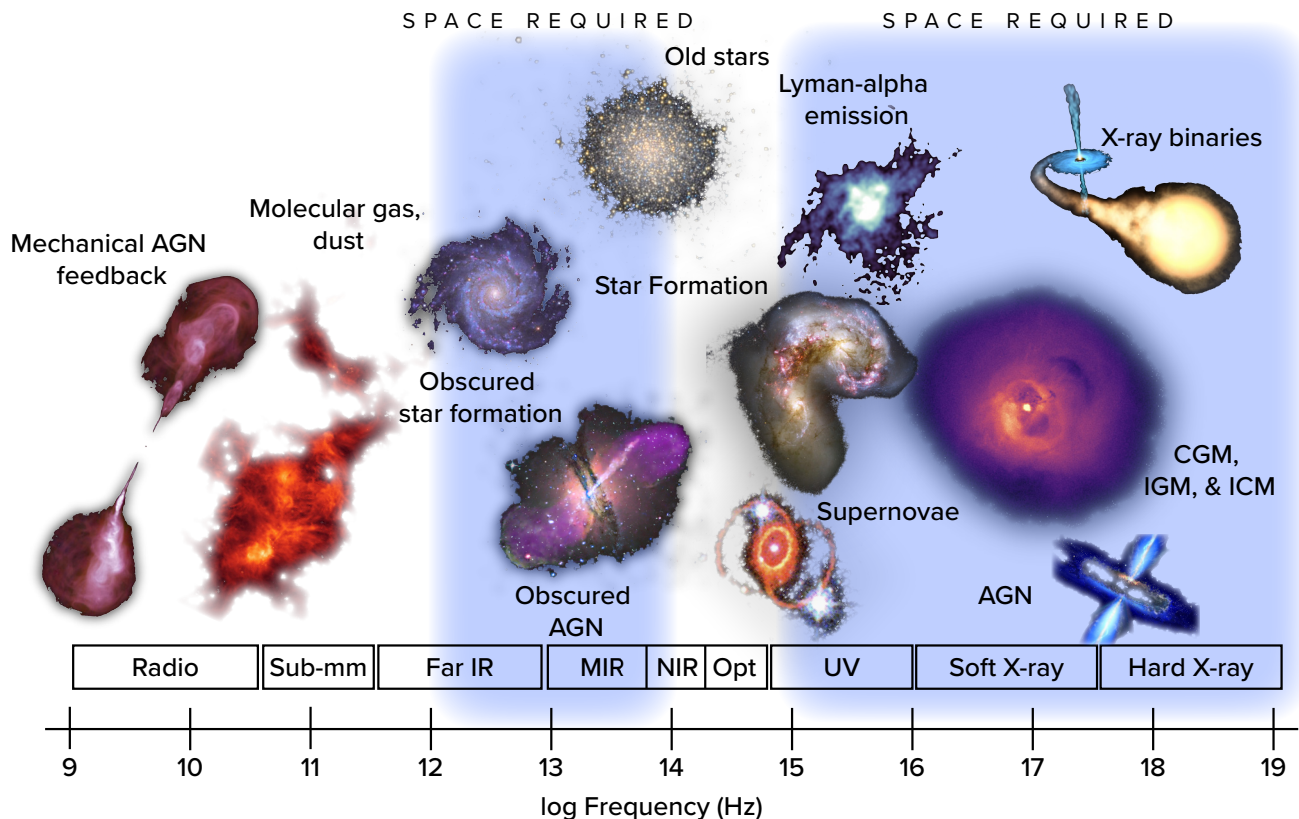 SPACE REQUIRED
SPACE REQUIRED
Old stars
Lyman-alpha
emission
X-ray binaries
Molecular gas,
dust
Mechanical AGN
feedback
Star Formation
Obscured
star formation
CGM,
IGM, & ICM
Supernovae
Obscured
AGN
AGN
Radio
Sub-mm
Far IR
MIR
NIR
Opt
UV
Soft X-ray
Hard X-ray
9
10
11
12
13
14
15
16
17
18
19
log Frequency (Hz)